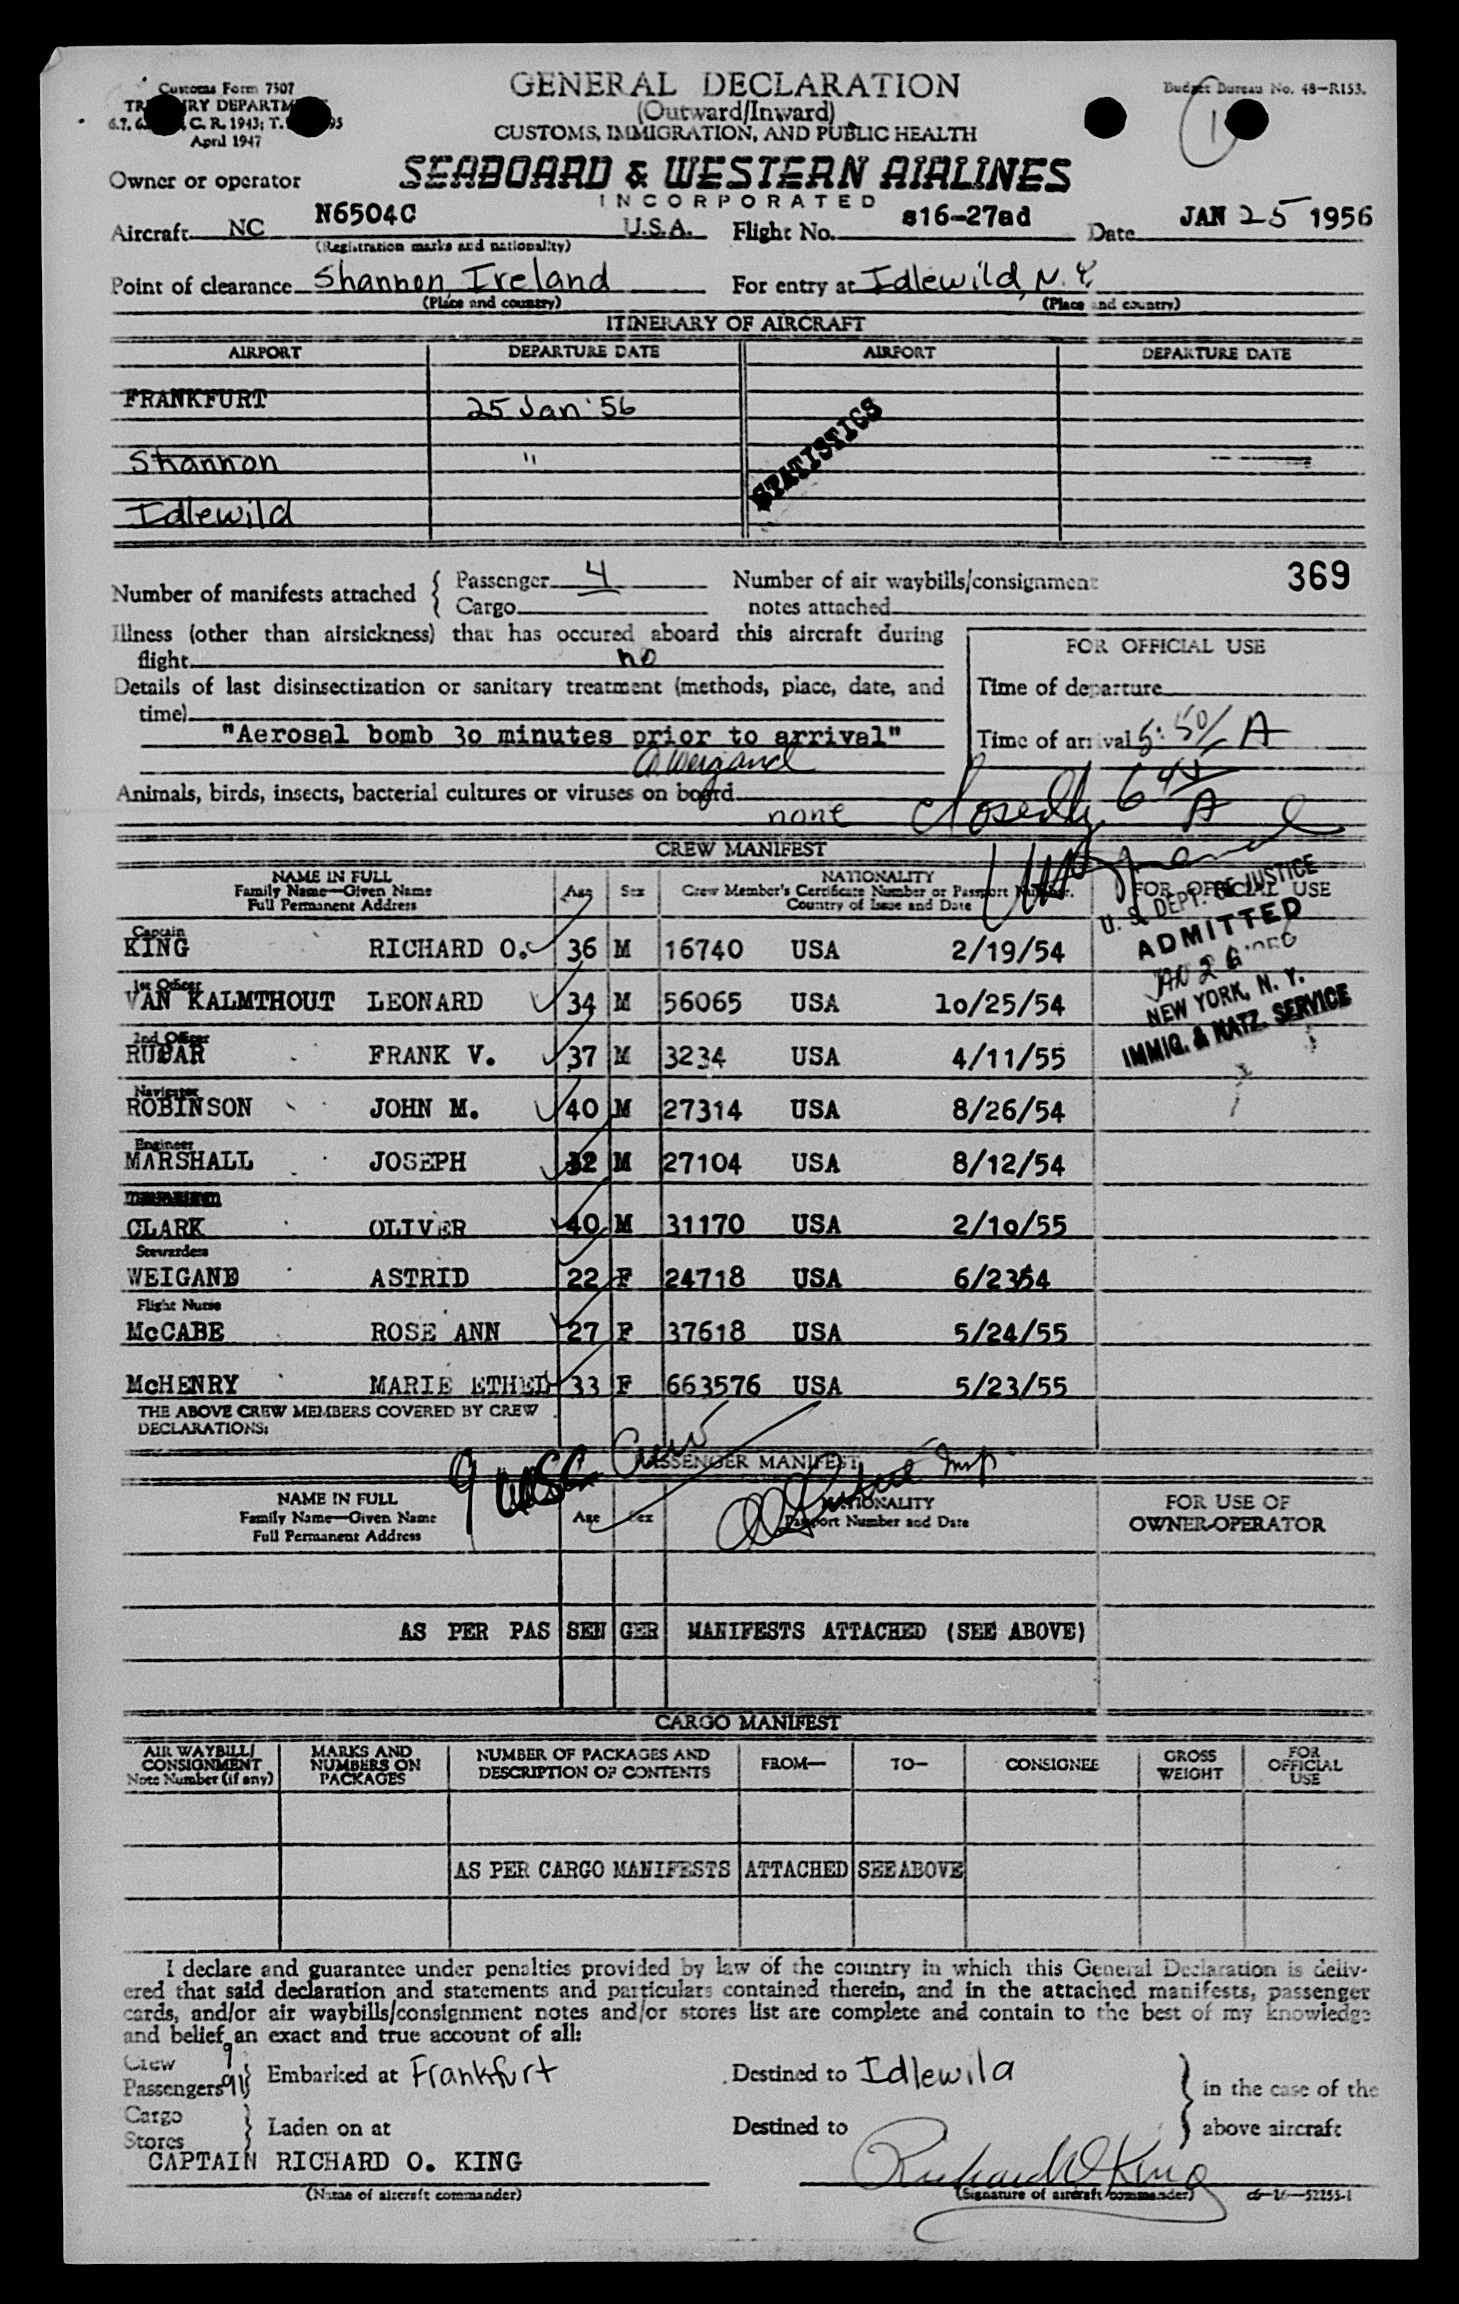 Customs Form 7507
GENERAL DECLARATION
Budget Bureau No. 48-R153.
(Outward/Inward)
C. R. 1943; T.
CUSTOMS, IMMIGRATION, AND PUBLIC HEALTH
1
April 1947
SEABOARD & WESTERN AIRLINES
Owner or operator
INCORPORATED
Aircraft NC N6504C U.S.A. Flight No. s16-27ad Date JAN 25 1956
(Registration marks and nationality)
Point of clearance Shannon Ireland For entry at Idlewild, N.Y.
(Place and country) (Place and country)
ITINERARY OF AIRCRAFT
AIRPORT DEPARTURE DATE AIRPORT DEPARTURE DATE
FRANKFURT 25 Jan '56
STATISTICS
Shannon "
Idlewild
Number of manifests attached { Passenger 4 Number of air waybills/consignment 369
Cargo notes attached
Illness (other than airsickness) that has occured aboard this aircraft during
flight no
FOR OFFICIAL USE
Details of last disinsectization or sanitary treatment (methods, place, date, and
time)
Time of departure
"Aerosal bomb 3o minutes prior to arrival"
Time of arrival 5:50/A
A Weigand
Animals, birds, insects, bacterial cultures or viruses on board
none
CREW MANIFEST
NAME IN FULL
Family Name—Given Name
Full Permanent Address
Age Sex
NATIONALITY
Crew Member's Certificate Number or Passport Number.
Country of Issue and Date
FOR OFFICIAL USE
U. S. DEPT. OF JUSTICE
ADMITTED
JAN 26
NEW YORK, N. Y.
IMMIG. & NATZ. SERVICE
Captain
KING RICHARD O. 36 M 16740 USA 2/19/54
1st Officer
VAN KALMTHOUT LEONARD 34 M 56065 USA 1o/25/54
2nd Officer
FRANK V. 37 M 3234 USA 4/11/55
Navigator
ROBINSON JOHN M. 40 M 27314 USA 8/26/54
Engineer
MARSHALL JOSEPH 32 M 27104 USA 8/12/54
CLARK OLIVER 40 M 31170 USA 2/1o/55
Stewardess
WEIGAND ASTRID 22 F 24718 USA
Flight Nurse
McCABE ROSE ANN 27 F 37618 USA 5/24/55
McHENRY MARIE ETHEL 33 F 663576 USA 5/23/55
THE ABOVE CREW MEMBERS COVERED BY CREW
DECLARATIONS:
9 USC Crew
PASSENGER MANIFEST
NAME IN FULL
Family Name—Given Name
Full Permanent Address
Age Sex
NATIONALITY
Passport Number and Date
FOR USE OF
OWNER-OPERATOR
AS PER PAS SEN GER MANIFESTS ATTACHED (SEE ABOVE)
CARGO MANIFEST
AIR WAYBILL/
CONSIGNMENT
Note Number (if any)
MARKS AND
NUMBERS ON
PACKAGES
NUMBER OF PACKAGES AND
DESCRIPTION OF CONTENTS
FROM— TO— CONSIGNEE
GROSS
WEIGHT
FOR
OFFICIAL
USE
AS PER CARGO MANIFESTS ATTACHED SEE ABOVE
I declare and guarantee under penalties provided by law of the country in which this General Declaration is deliv-
ered that said declaration and statements and particulars contained therein, and in the attached manifests, passenger
cards, and/or air waybills/consignment notes and/or stores list are complete and contain to the best of my knowledge
and belief an exact and true account of all:
Crew 9
Passengers 91 } Embarked at Frankfurt Destined to Idlewild } in the case of the
Cargo
Stores } Laden on at Destined to above aircraft
CAPTAIN RICHARD O. KING Richard O King
(Name of aircraft commander) (Signature of aircraft commander)